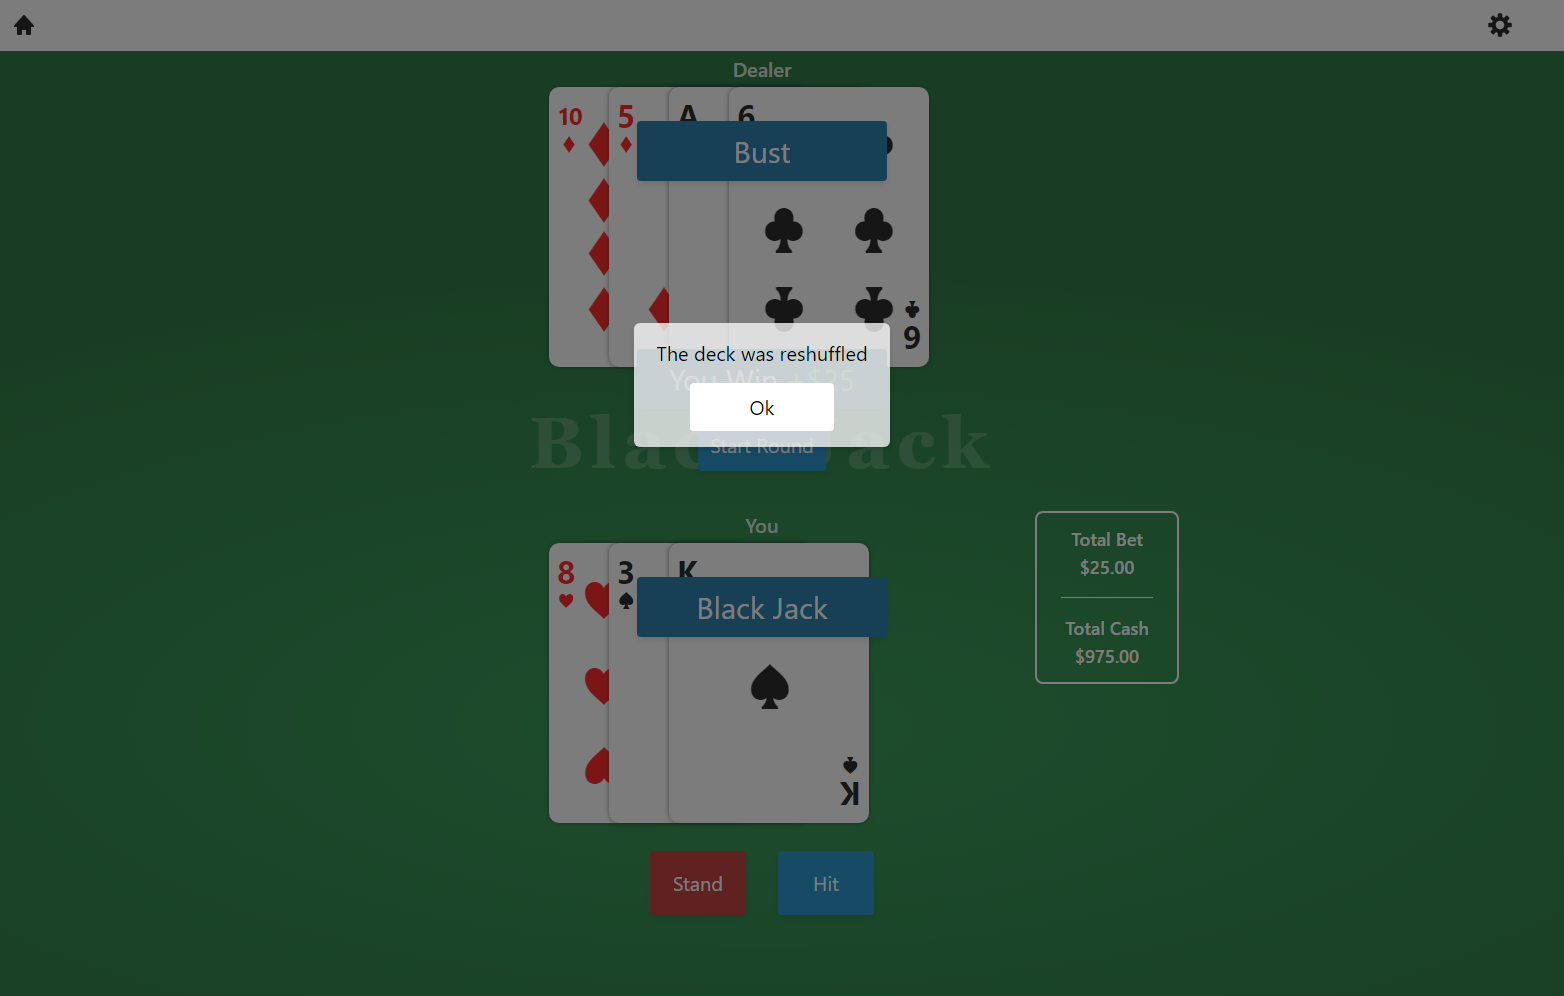 Dealer
10
5
A
6
Bust
6
The deck was reshuffled
You Win +$25
Ok
Start Round
Black Jack
You
8
3
K
Black Jack
K
Total Bet
$25.00
Total Cash
$975.00
Stand
Hit